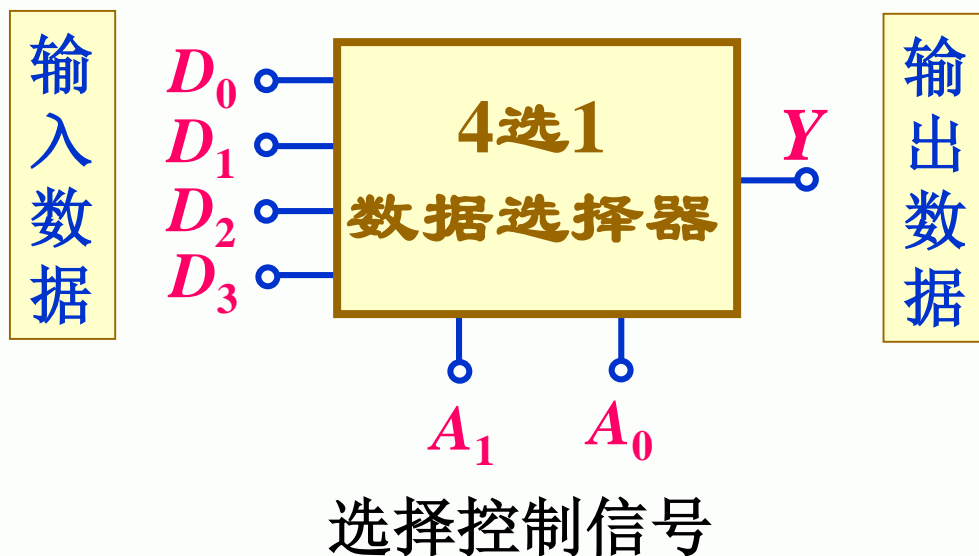 输入数据
D₀
D₁
D₂
D₃
4选1
数据选择器
Y
输出数据
A₁
A₀
选择控制信号